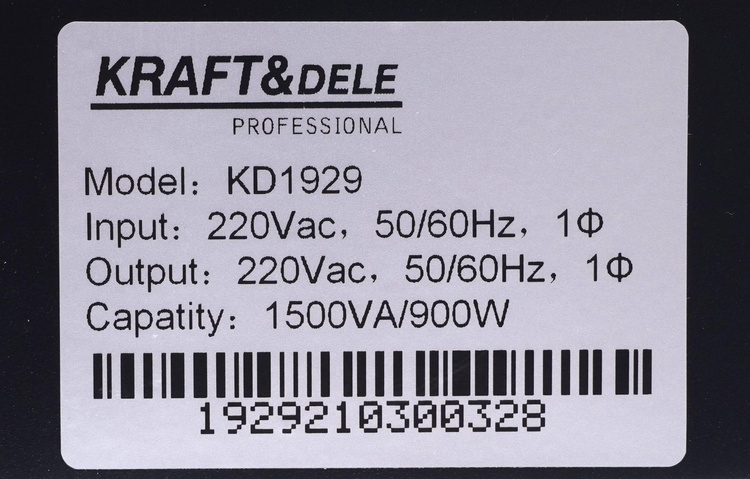 KRAFT&DELE
PROFESSIONAL
Model： KD1929
Input： 220Vac， 50/60Hz， 1Φ
Output： 220Vac， 50/60Hz， 1Φ
Capatity： 1500VA/900W
1929210300328